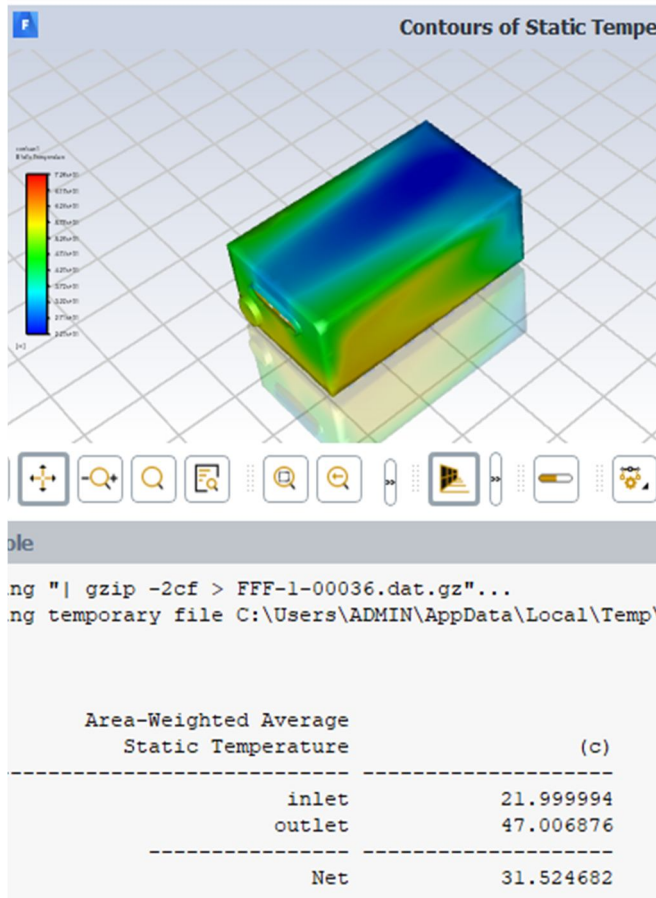 F
Contours of Static Tempe
ble
ng "| gzip -2cf > FFF-1-00036.dat.gz"...
ng temporary file C:\Users\ADMIN\AppData\Local\Temp\
Area-Weighted Average
Static Temperature (c)
---------------------------- --------------------
inlet 21.999994
outlet 47.006876
---------------- --------------------
Net 31.524682